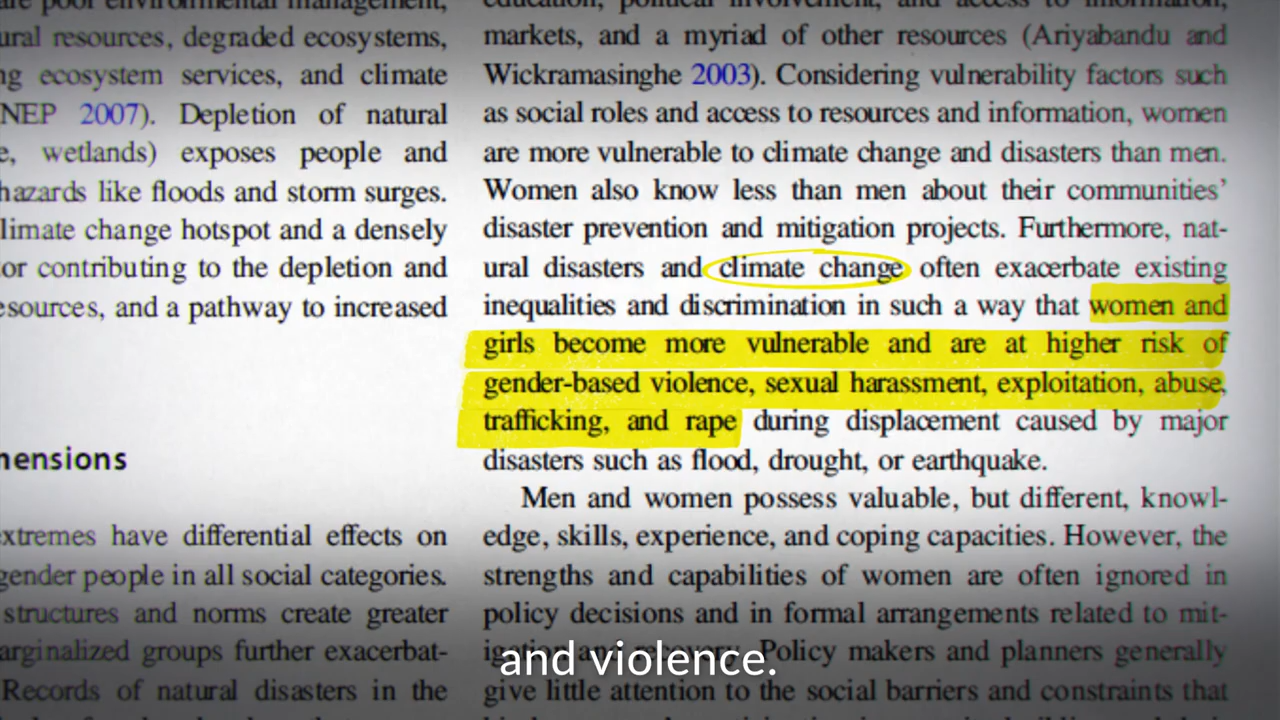 are poor environmental management,
ural resources, degraded ecosystems,
ng ecosystem services, and climate
NEP 2007). Depletion of natural
e, wetlands) exposes people and
hazards like floods and storm surges.
limate change hotspot and a densely
or contributing to the depletion and
esources, and a pathway to increased
mensions
extremes have differential effects on
gender people in all social categories.
structures and norms create greater
arginalized groups further exacerbat-
Records of natural disasters in the
education, political involvement, and access to information,
markets, and a myriad of other resources (Ariyabandu and
Wickramasinghe 2003). Considering vulnerability factors such
as social roles and access to resources and information, women
are more vulnerable to climate change and disasters than men.
Women also know less than men about their communities’
disaster prevention and mitigation projects. Furthermore, nat-
ural disasters and climate change often exacerbate existing
inequalities and discrimination in such a way that women and
girls become more vulnerable and are at higher risk of
gender-based violence, sexual harassment, exploitation, abuse,
trafficking, and rape during displacement caused by major
disasters such as flood, drought, or earthquake.
Men and women possess valuable, but different, knowl-
edge, skills, experience, and coping capacities. However, the
strengths and capabilities of women are often ignored in
policy decisions and in formal arrangements related to mit-
Policy makers and planners generally
give little attention to the social barriers and constraints that
and violence.